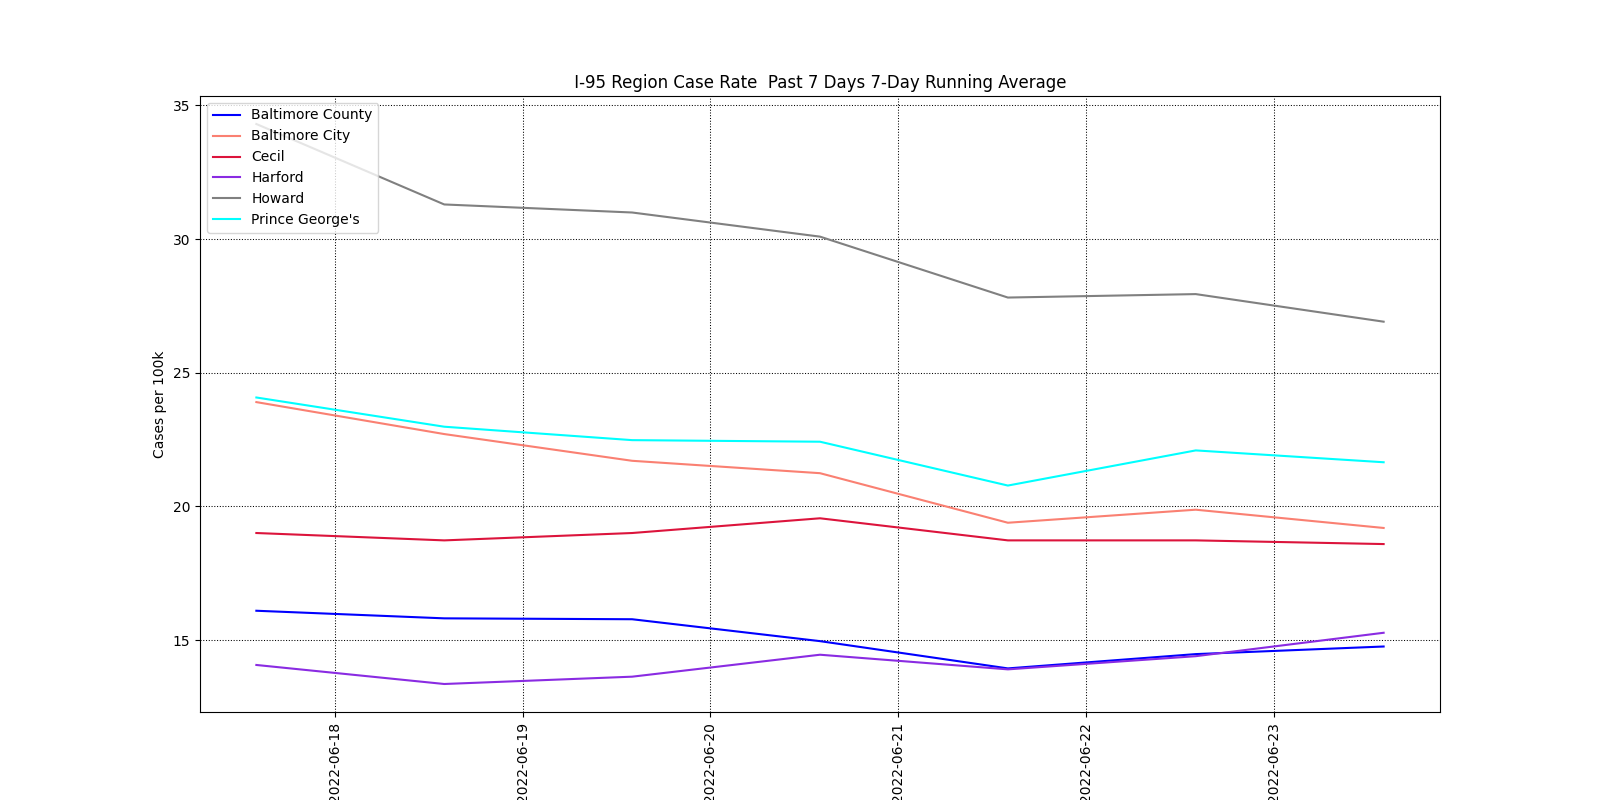 I-95 Region Case Rate  Past 7 Days 7-Day Running Average
35
30
25
20
15
Cases per 100k
Baltimore County
Baltimore City
Cecil
Harford
Howard
Prince George's
2022-06-18
2022-06-19
2022-06-20
2022-06-21
2022-06-22
2022-06-23